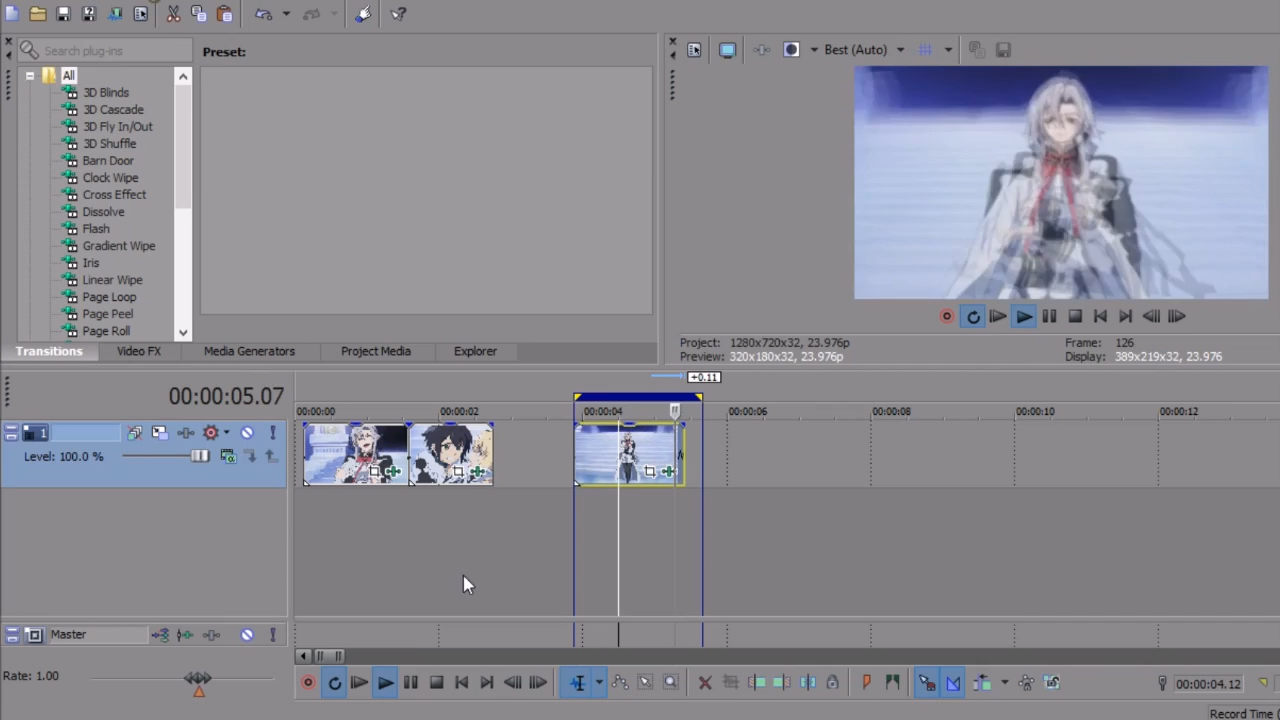 Search plug-ins
Preset:
Best (Auto)
All
3D Blinds
3D Cascade
3D Fly In/Out
3D Shuffle
Barn Door
Clock Wipe
Cross Effect
Dissolve
Flash
Gradient Wipe
Iris
Linear Wipe
Page Loop
Page Peel
Page Roll
Transitions
Video FX
Media Generators
Project Media
Explorer
Project: 1280x720x32, 23.976p
Frame: 126
Preview: 320x180x32, 23.976p
Display: 389x219x32, 23.976
+0.11
00:00:05.07
00:00:00
00:00:02
00:00:04
00:00:06
00:00:08
00:00:10
00:00:12
1
Level: 100.0 %
Master
Rate: 1.00
00:00:04.12
Record Time (